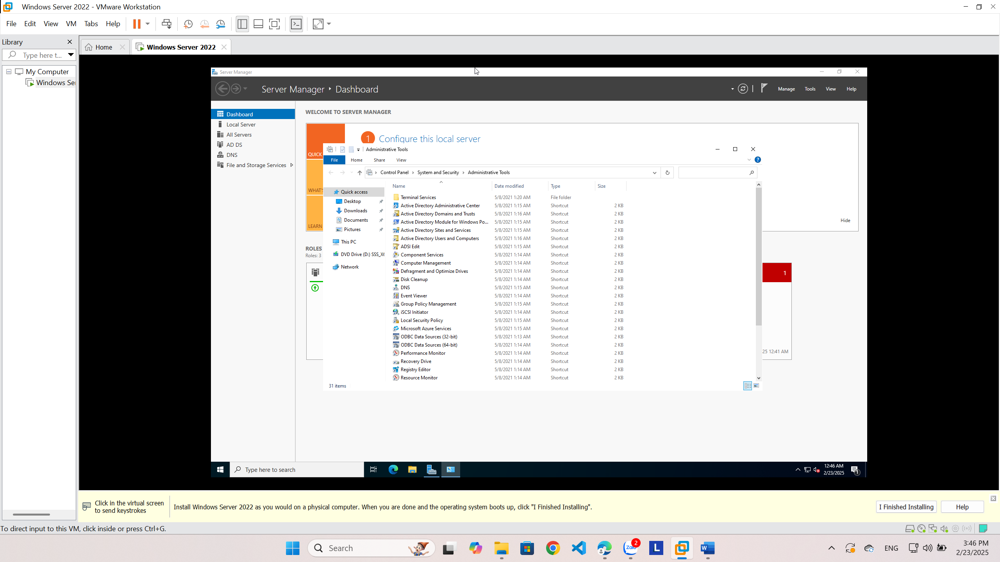 Windows Server 2022 - VMware Workstation
File Edit View VM Tabs Help
Library
Home
Windows Server 2022
Type here t...
My Computer
Windows Ser
Server Manager
Server Manager Dashboard
Manage Tools View Help
Dashboard
Local Server
All Servers
AD DS
DNS
File and Storage Services
WELCOME TO SERVER MANAGER
1 Configure this local server
QUICK
WHAT'S
LEARN
Hide
ROLES
Roles: 3
1
25 12:41 AM
Administrative Tools
File Home Share View
Control Panel System and Security Administrative Tools
Quick access
Desktop
Downloads
Documents
Pictures
This PC
DVD Drive (D:) SSS_X6
Network
Name Date modified Type Size
Terminal Services 5/8/2021 1:20 AM File folder
Active Directory Administrative Center 5/8/2021 1:15 AM Shortcut 2 KB
Active Directory Domains and Trusts 5/8/2021 1:16 AM Shortcut 2 KB
Active Directory Module for Windows Po... 5/8/2021 1:15 AM Shortcut 2 KB
Active Directory Sites and Services 5/8/2021 1:15 AM Shortcut 2 KB
Active Directory Users and Computers 5/8/2021 1:16 AM Shortcut 2 KB
ADSI Edit 5/8/2021 1:15 AM Shortcut 2 KB
Component Services 5/8/2021 1:14 AM Shortcut 2 KB
Computer Management 5/8/2021 1:14 AM Shortcut 2 KB
Defragment and Optimize Drives 5/8/2021 1:14 AM Shortcut 2 KB
Disk Cleanup 5/8/2021 1:14 AM Shortcut 2 KB
DNS 5/8/2021 1:15 AM Shortcut 2 KB
Event Viewer 5/8/2021 1:14 AM Shortcut 2 KB
Group Policy Management 5/8/2021 1:15 AM Shortcut 2 KB
iSCSI Initiator 5/8/2021 1:14 AM Shortcut 2 KB
Local Security Policy 5/8/2021 1:15 AM Shortcut 2 KB
Microsoft Azure Services 5/8/2021 1:15 AM Shortcut 2 KB
ODBC Data Sources (32-bit) 5/8/2021 1:13 AM Shortcut 2 KB
ODBC Data Sources (64-bit) 5/8/2021 1:14 AM Shortcut 2 KB
Performance Monitor 5/8/2021 1:14 AM Shortcut 2 KB
Recovery Drive 5/8/2021 1:14 AM Shortcut 2 KB
Registry Editor 5/8/2021 1:14 AM Shortcut 2 KB
Resource Monitor 5/8/2021 1:14 AM Shortcut 2 KB
31 items
Type here to search
12:46 AM
2/23/2025
1
Click in the virtual screen
to send keystrokes
Install Windows Server 2022 as you would on a physical computer. When you are done and the operating system boots up, click "I Finished Installing".
I Finished Installing
Help
To direct input to this VM, click inside or press Ctrl+G.
Search
Zalo
2
L
W
ENG
3:46 PM
2/23/2025